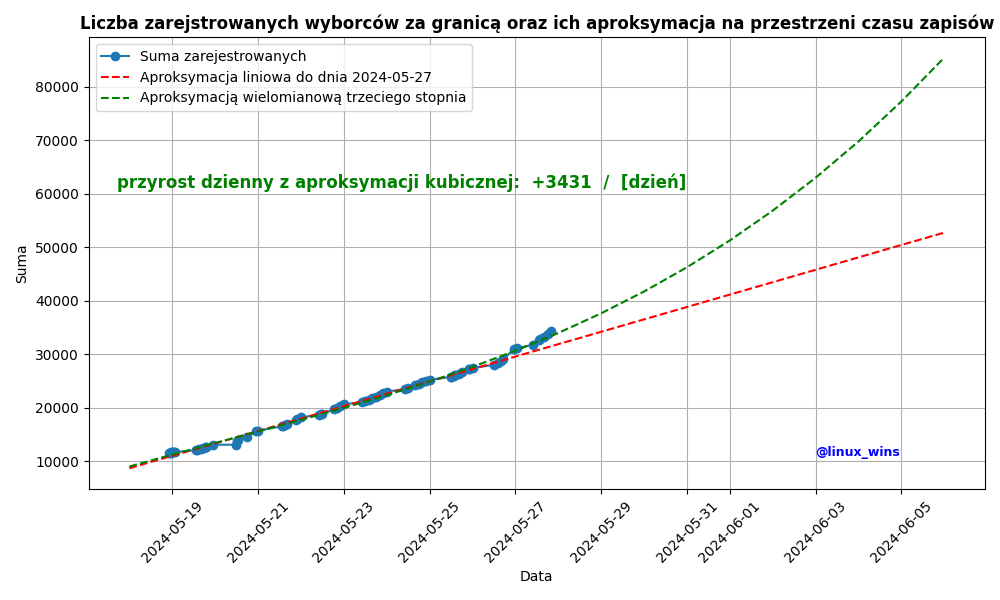 Liczba zarejstrowanych wyborców za granicą oraz ich aproksymacja na przestrzeni czasu zapisów
Suma zarejestrowanych
Aproksymacja liniowa do dnia 2024-05-27
Aproksymacją wielomianową trzeciego stopnia
przyrost dzienny z aproksymacji kubicznej:  +3431  /  [dzień]
80000
70000
60000
50000
40000
30000
20000
10000
Suma
@linux_wins
2024-05-19
2024-05-21
2024-05-23
2024-05-25
2024-05-27
2024-05-29
2024-05-31
2024-06-01
2024-06-03
2024-06-05
Data